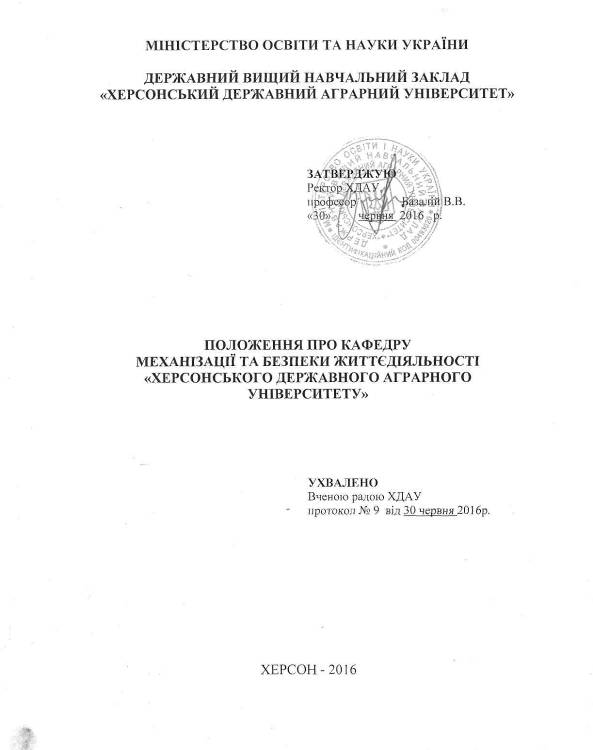 МІНІСТЕРСТВО ОСВІТИ ТА НАУКИ УКРАЇНИ
ДЕРЖАВНИЙ ВИЩИЙ НАВЧАЛЬНИЙ ЗАКЛАД
«ХЕРСОНСЬКИЙ ДЕРЖАВНИЙ АГРАРНИЙ УНІВЕРСИТЕТ»
ЗАТВЕРДЖУЮ
Ректор ХДАУ,
професор Базалій В.В.
«30» червня 2016 р.
ПОЛОЖЕННЯ ПРО КАФЕДРУ
МЕХАНІЗАЦІЇ ТА БЕЗПЕКИ ЖИТТЄДІЯЛЬНОСТІ
«ХЕРСОНСЬКОГО ДЕРЖАВНОГО АГРАРНОГО
УНІВЕРСИТЕТУ»
УХВАЛЕНО
Вченою радою ХДАУ
протокол № 9 від 30 червня 2016р.
ХЕРСОН - 2016